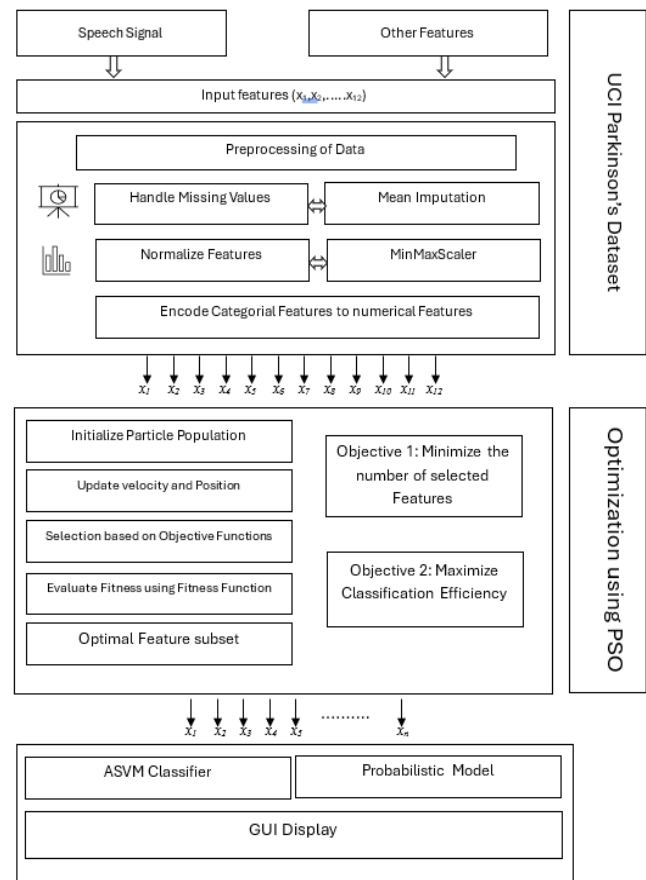 Speech Signal
Other Features
Input features (x₁,x₂,.....x₁₂)
Preprocessing of Data
Handle Missing Values
Mean Imputation
Normalize Features
MinMaxScaler
Encode Categorial Features to numerical Features
UCI Parkinson's Dataset
x₁ x₂ x₃ x₄ x₅ x₆ x₇ x₈ x₉ x₁₀ x₁₁ x₁₂
Initialize Particle Population
Update velocity and Position
Selection based on Objective Functions
Evaluate Fitness using Fitness Function
Optimal Feature subset
Objective 1: Minimize the
number of selected
Features
Objective 2: Maximize
Classification Efficiency
Optimization using PSO
x₁ x₂ x₃ x₄ x₅ .......... xₙ
ASVM Classifier
Probabilistic Model
GUI Display